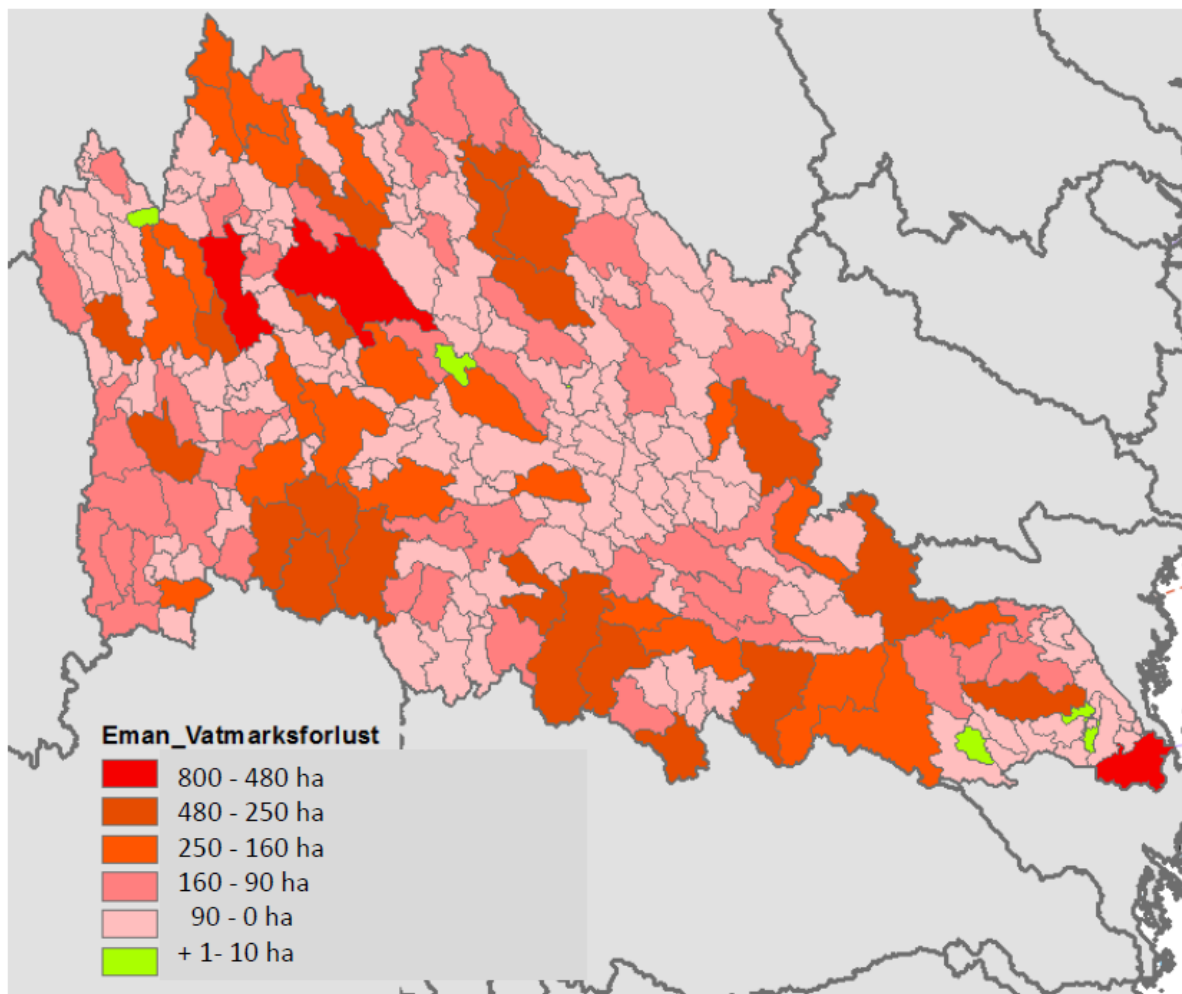 Eman_Vatmarksforlust
800 - 480 ha
480 - 250 ha
250 - 160 ha
160 - 90 ha
90 - 0 ha
+ 1- 10 ha